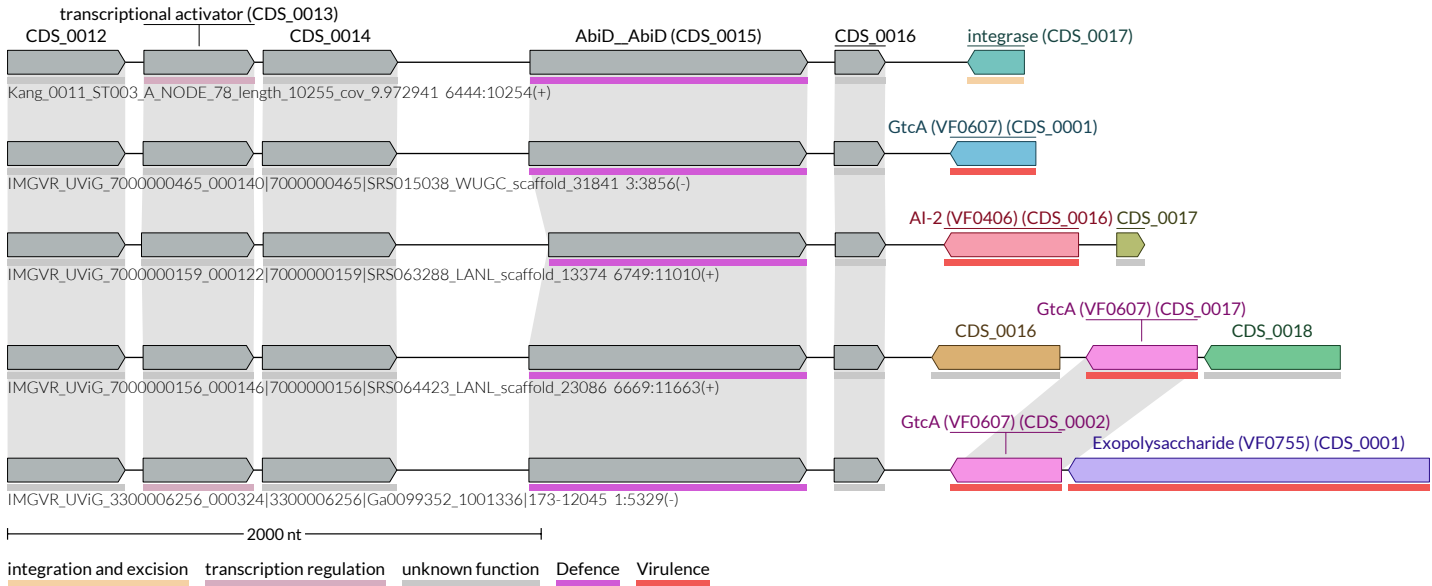 transcriptional activator (CDS_0013)
CDS_0012 CDS_0014 AbiD__AbiD (CDS_0015) CDS_0016 integrase (CDS_0017)
Kang_0011_ST003_A_NODE_78_length_10255_cov_9.972941 6444:10254(+)
GtcA (VF0607) (CDS_0001)
IMGVR_UViG_7000000465_000140|7000000465|SRS015038_WUGC_scaffold_31841 3:3856(-)
AI-2 (VF0406) (CDS_0016) CDS_0017
IMGVR_UViG_7000000159_000122|7000000159|SRS063288_LANL_scaffold_13374 6749:11010(+)
GtcA (VF0607) (CDS_0017)
CDS_0016 CDS_0018
IMGVR_UViG_7000000156_000146|7000000156|SRS064423_LANL_scaffold_23086 6669:11663(+)
GtcA (VF0607) (CDS_0002)
Exopolysaccharide (VF0755) (CDS_0001)
IMGVR_UViG_3300006256_000324|3300006256|Ga0099352_1001336|173-12045 1:5329(-)
2000 nt
integration and excision transcription regulation unknown function Defence Virulence